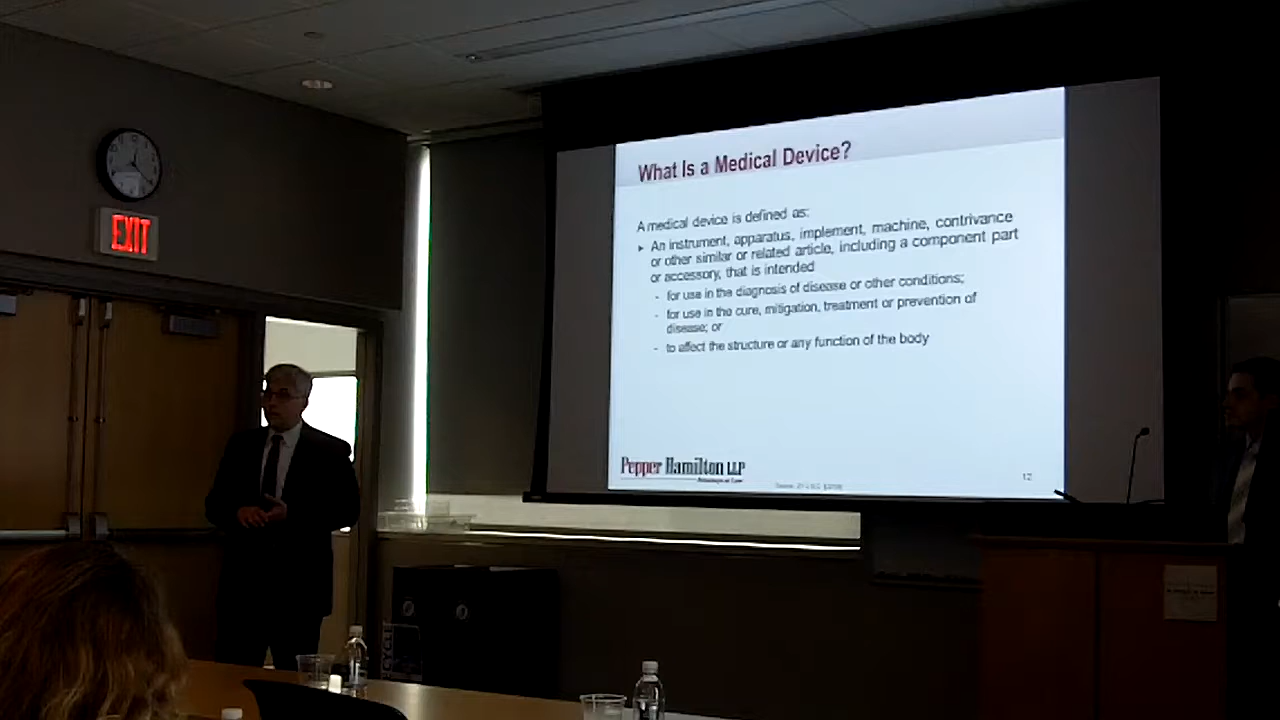 EXIT
What Is a Medical Device?
A medical device is defined as:
▸ An instrument, apparatus, implement, machine, contrivance
or other similar or related article, including a component part
or accessory, that is intended
- for use in the diagnosis of disease or other conditions;
- for use in the cure, mitigation, treatment or prevention of
disease; or
- to affect the structure or any function of the body
Pepper Hamilton LLP
Attorneys at Law
12